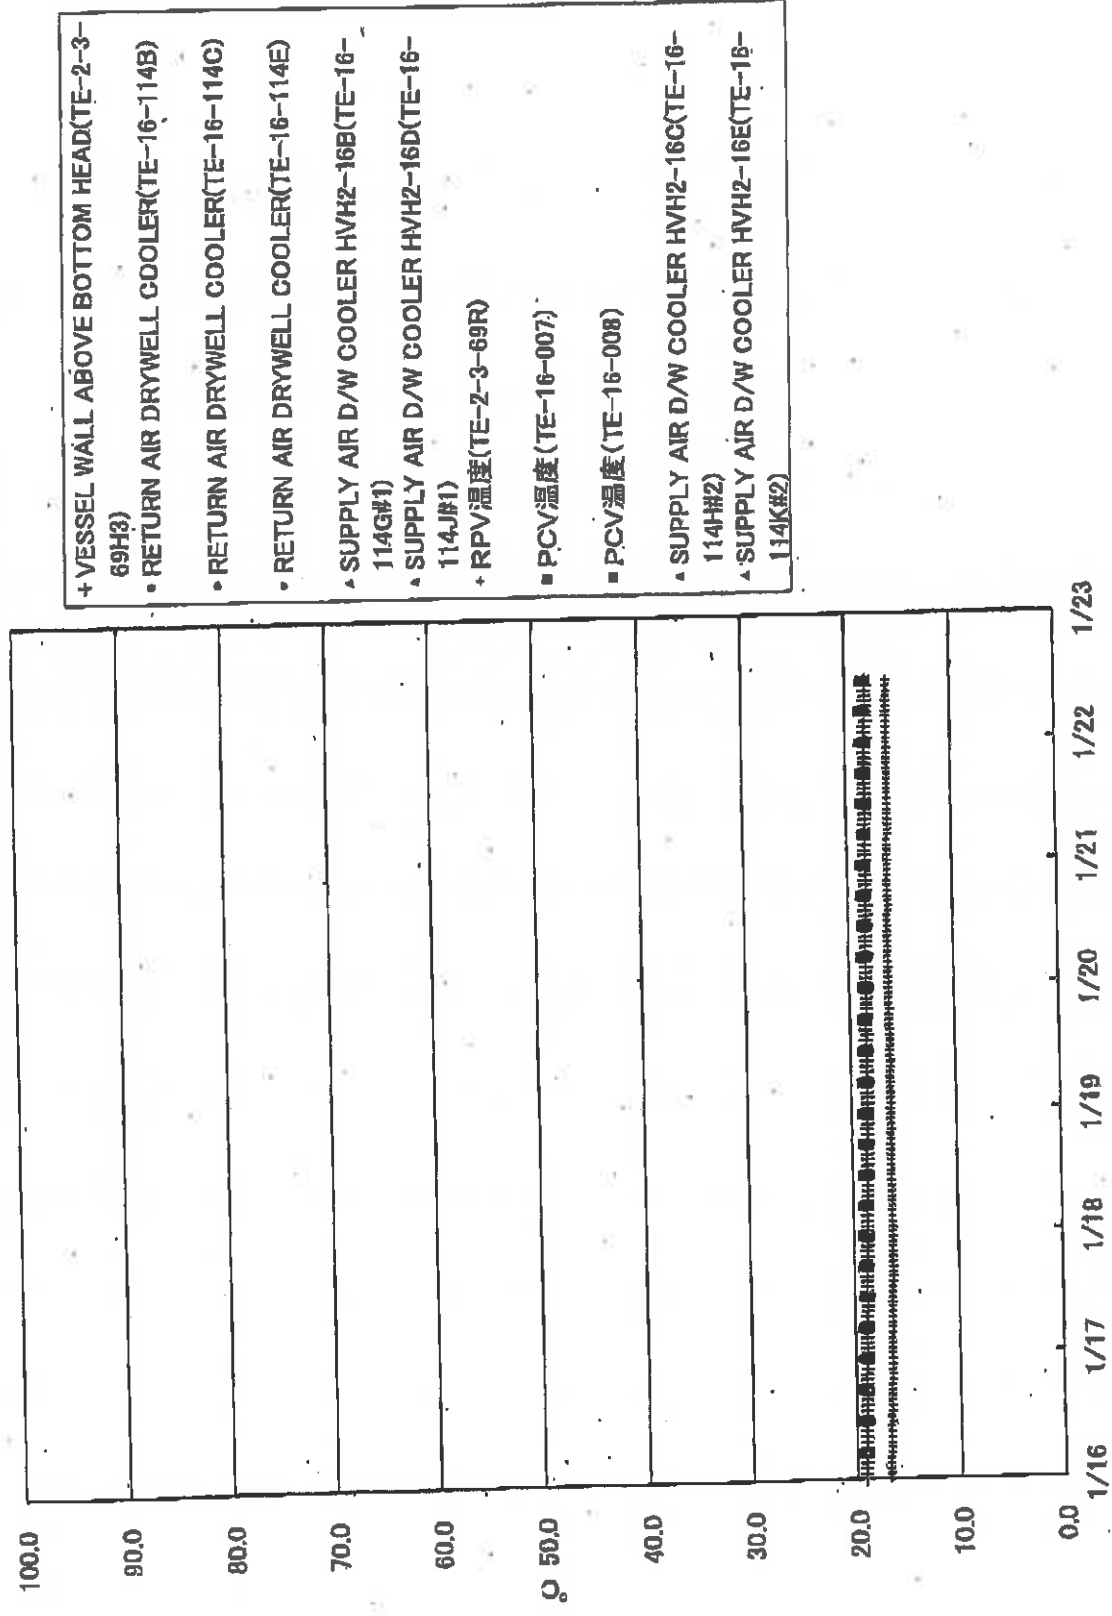 100.0
90.0
80.0
70.0
60.0
℃ 50.0
40.0
30.0
20.0
10.0
0.0
1/16 1/17 1/18 1/19 1/20 1/21 1/22 1/23
+ VESSEL WALL ABOVE BOTTOM HEAD(TE-2-3-
69H3)
• RETURN AIR DRYWELL COOLER(TE-16-114B)
• RETURN AIR DRYWELL COOLER(TE-16-114C)
• RETURN AIR DRYWELL COOLER(TE-16-114E)
▲ SUPPLY AIR D/W COOLER HVH2-16B(TE-16-
114G#1)
▲ SUPPLY AIR D/W COOLER HVH2-16D(TE-16-
114J#1)
+ RPV温度(TE-2-3-69R)
■ PCV温度(TE-16-007)
■ PCV温度(TE-16-008)
▲ SUPPLY AIR D/W COOLER HVH2-16C(TE-16-
114H#2)
▲ SUPPLY AIR D/W COOLER HVH2-16E(TE-16-
114K#2)